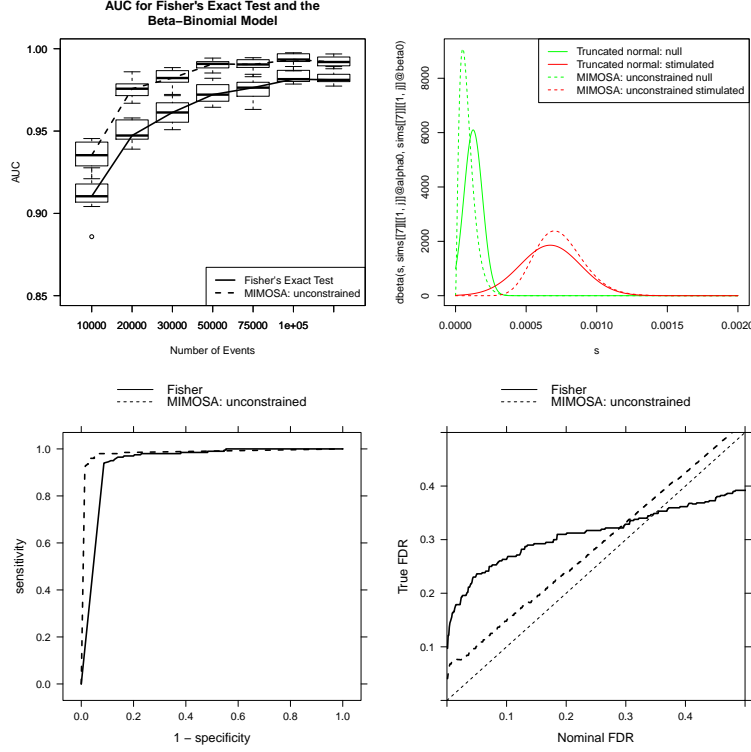 AUC for Fisher's Exact Test and the
Beta−Binomial Model
AUC
1.00
0.95
0.90
0.85
Fisher's Exact Test
MIMOSA: unconstrained
10000
20000
30000
50000
75000
1e+05
Number of Events
dbeta(s, sims[[7]][[1, j]]@alpha0, sims[[7]][[1, j]]@beta0)
8000
6000
4000
2000
0
Truncated normal: null
Truncated normal: stimulated
MIMOSA: unconstrained null
MIMOSA: unconstrained stimulated
0.0000
0.0005
0.0010
0.0015
0.0020
s
Fisher
MIMOSA: unconstrained
sensitivity
1.0
0.8
0.6
0.4
0.2
0.0
0.0
0.2
0.4
0.6
0.8
1.0
1 − specificity
Fisher
MIMOSA: unconstrained
True FDR
0.4
0.3
0.2
0.1
0.1
0.2
0.3
0.4
Nominal FDR